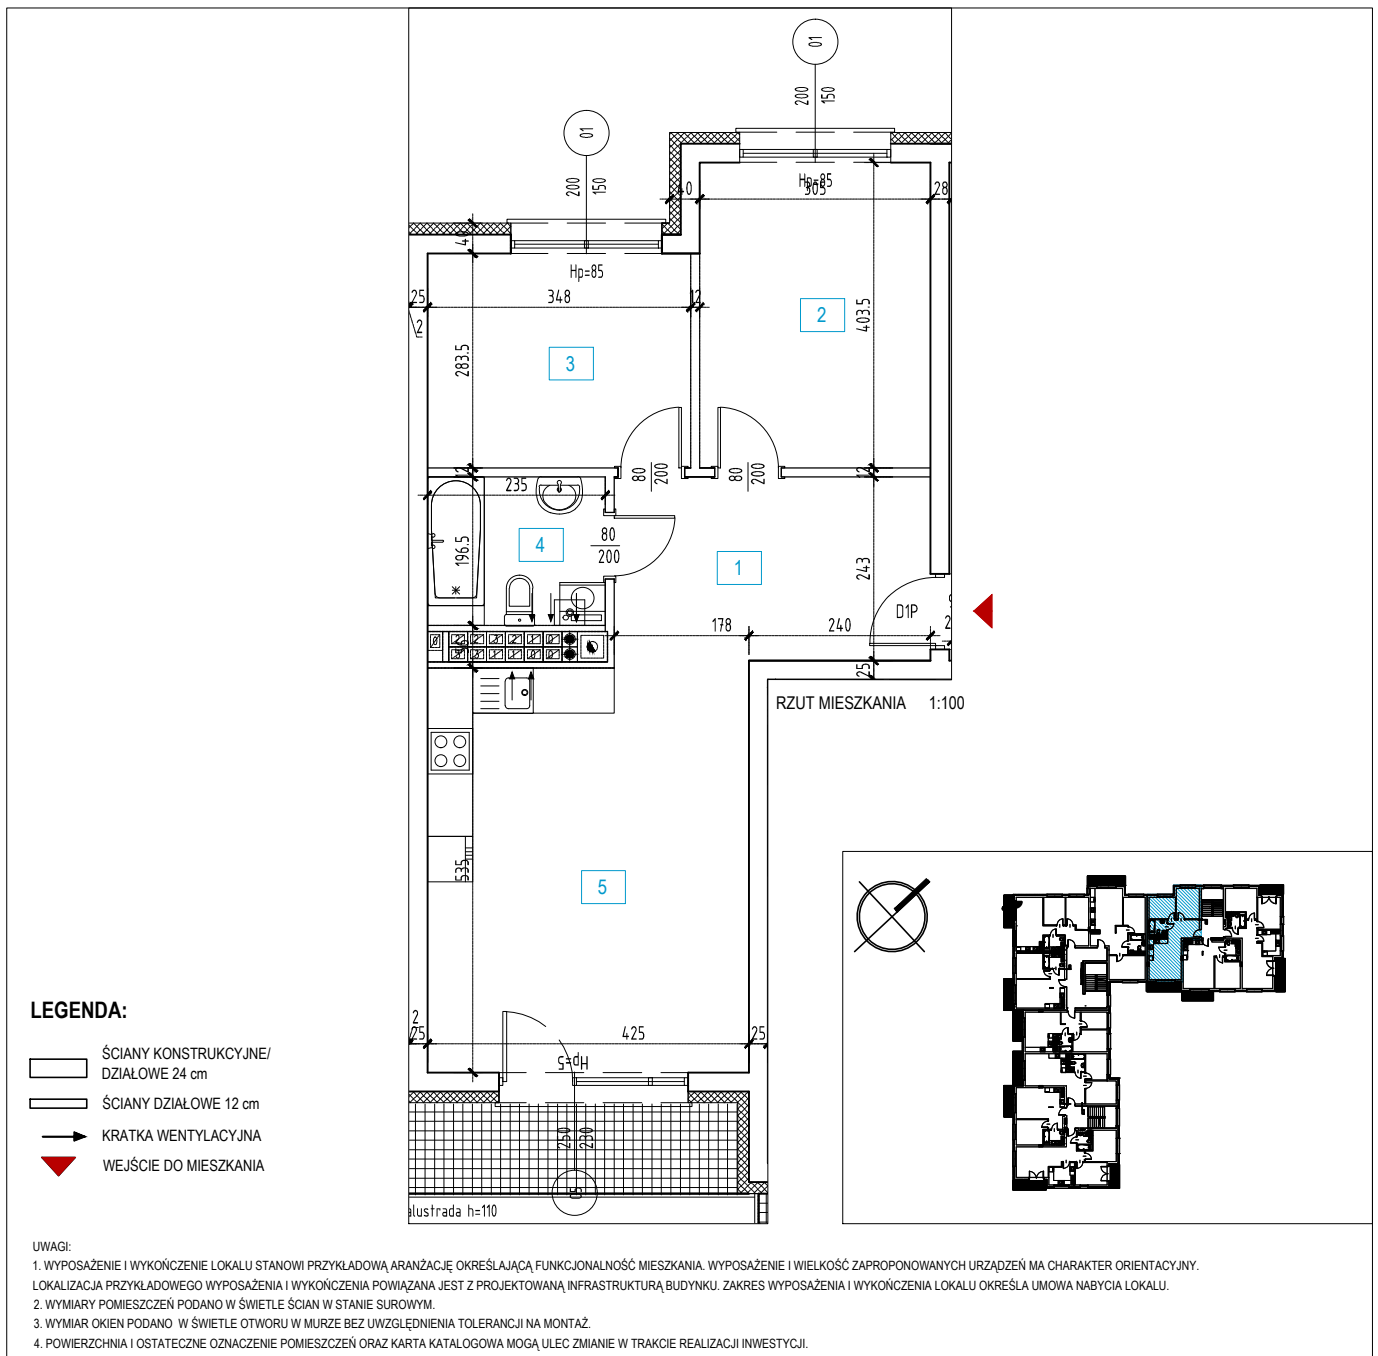 01
200
150
01
200
150
Hp=85
40
305
28
40
Hp=85
25
348
12
2
403.5
2
3
283.5
12
80
200
80
200
12
235
4
196.5
80
200
1
243
D1P
178
240
2
25
RZUT MIESZKANIA 1:100
535
5
2
25
425
25
Hp=5
250
230
05
alustrada h=110
LEGENDA:
ŚCIANY KONSTRUKCYJNE/
DZIAŁOWE 24 cm
ŚCIANY DZIAŁOWE 12 cm
KRATKA WENTYLACYJNA
WEJŚCIE DO MIESZKANIA
UWAGI:
1. WYPOSAŻENIE I WYKOŃCZENIE LOKALU STANOWI PRZYKŁADOWĄ ARANŻACJĘ OKREŚLAJĄCĄ FUNKCJONALNOŚĆ MIESZKANIA. WYPOSAŻENIE I WIELKOŚĆ ZAPROPONOWANYCH URZĄDZEŃ MA CHARAKTER ORIENTACYJNY.
LOKALIZACJA PRZYKŁADOWEGO WYPOSAŻENIA I WYKOŃCZENIA POWIĄZANA JEST Z PROJEKTOWANĄ INFRASTRUKTURĄ BUDYNKU. ZAKRES WYPOSAŻENIA I WYKOŃCZENIA LOKALU OKREŚLA UMOWA NABYCIA LOKALU.
2. WYMIARY POMIESZCZEŃ PODANO W ŚWIETLE ŚCIAN W STANIE SUROWYM.
3. WYMIAR OKIEN PODANO W ŚWIETLE OTWORU W MURZE BEZ UWZGLĘDNIENIA TOLERANCJI NA MONTAŻ.
4. POWIERZCHNIA I OSTATECZNE OZNACZENIE POMIESZCZEŃ ORAZ KARTA KATALOGOWA MOGĄ ULEC ZMIANIE W TRAKCIE REALIZACJI INWESTYCJI.